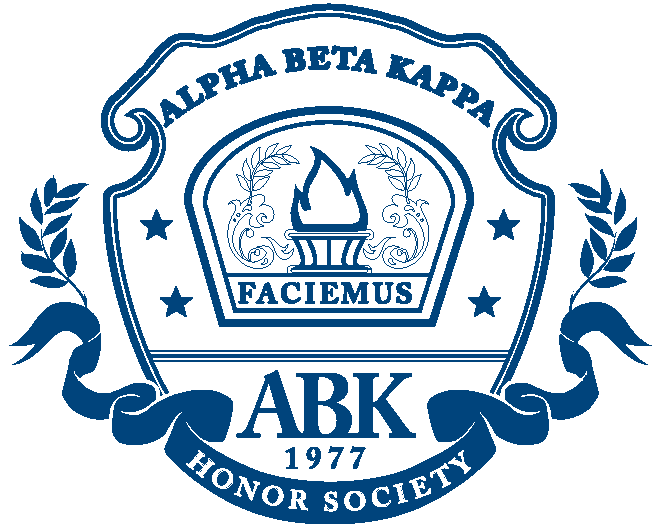 ALPHA BETA KAPPA
FACIEMUS
ABK
1977
HONOR SOCIETY